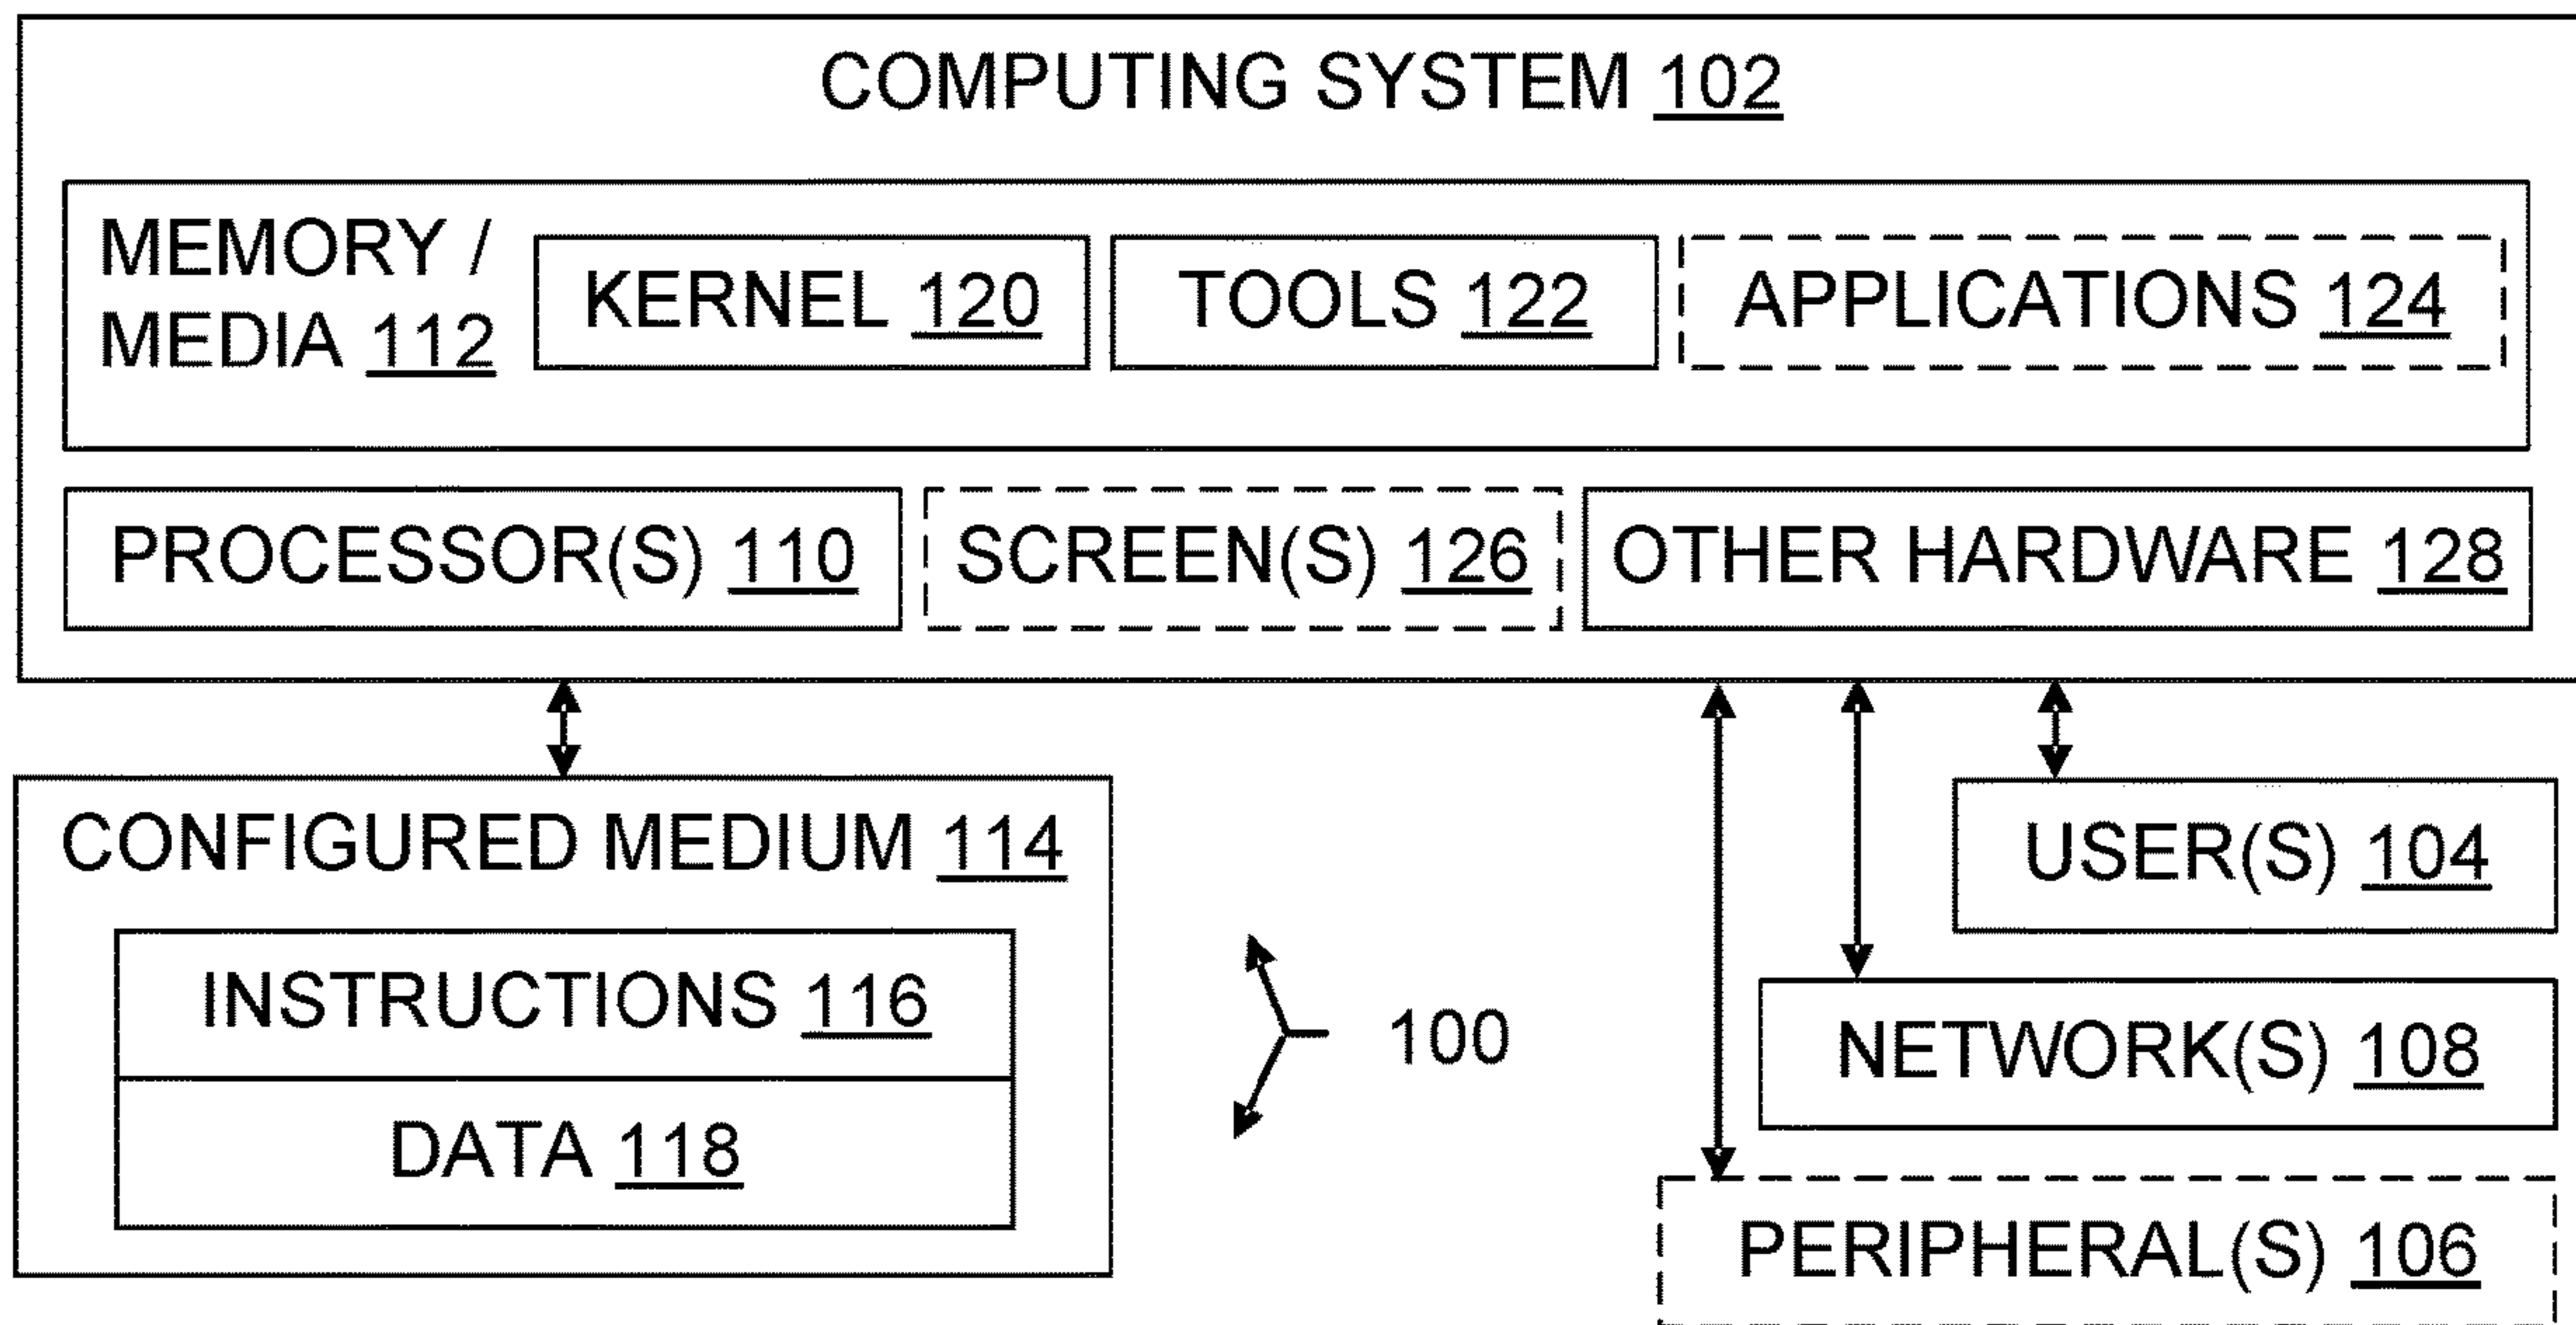 COMPUTING SYSTEM 102
MEMORY /
MEDIA 112
KERNEL 120
TOOLS 122
APPLICATIONS 124
PROCESSOR(S) 110
SCREEN(S) 126
OTHER HARDWARE 128
CONFIGURED MEDIUM 114
INSTRUCTIONS 116
DATA 118
100
USER(S) 104
NETWORK(S) 108
PERIPHERAL(S) 106